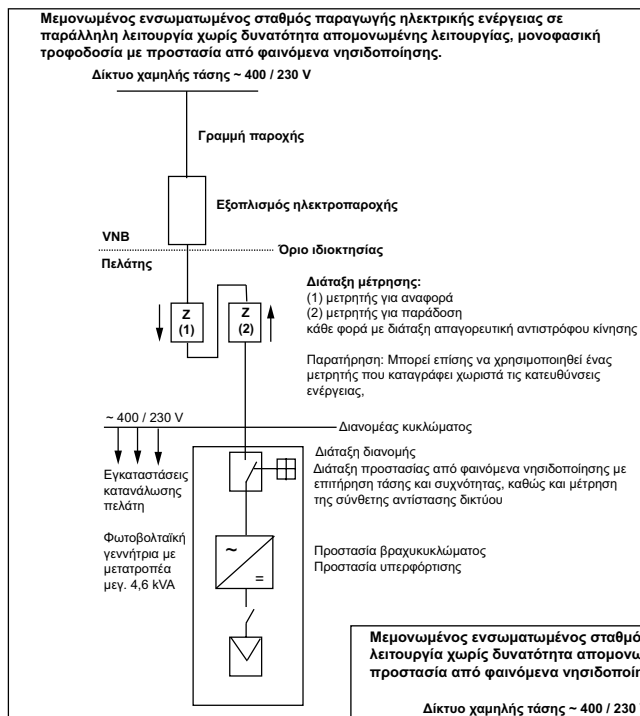 Μεμονωμένος ενσωματωμένος σταθμός παραγωγής ηλεκτρικής ενέργειας σε
παράλληλη λειτουργία χωρίς δυνατότητα απομονωμένης λειτουργίας, μονοφασική
τροφοδοσία με προστασία από φαινόμενα νησιδοποίησης.
Δίκτυο χαμηλής τάσης ~ 400 / 230 V
Γραμμή παροχής
Εξοπλισμός ηλεκτροπαροχής
VNB
Όριο ιδιοκτησίας
Πελάτης
Διάταξη μέτρησης:
(1) μετρητής για αναφορά
(2) μετρητής για παράδοση
κάθε φορά με διάταξη απαγορευτική αντιστρόφου κίνησης
Z
(1)
Z
(2)
Παρατήρηση: Μπορεί επίσης να χρησιμοποιηθεί ένας
μετρητής που καταγράφει χωριστά τις κατευθύνσεις
ενέργειας,
~ 400 / 230 V
Διανομέας κυκλώματος
Εγκαταστάσεις
κατανάλωσης
πελάτη
Διάταξη διανομής
Διάταξη προστασίας από φαινόμενα νησιδοποίησης με
επιτήρηση τάσης και συχνότητας, καθώς και μέτρηση
της σύνθετης αντίστασης δικτύου
Φωτοβολταϊκή
γεννήτρια με
μετατροπέα
μεγ. 4,6 kVA
~
=
Προστασία βραχυκυκλώματος
Προστασία υπερφόρτισης
Μεμονωμένος ενσωματωμένος σταθμό
λειτουργία χωρίς δυνατότητα απομονω
προστασία από φαινόμενα νησιδοποίη
Δίκτυο χαμηλής τάσης ~ 400 / 230